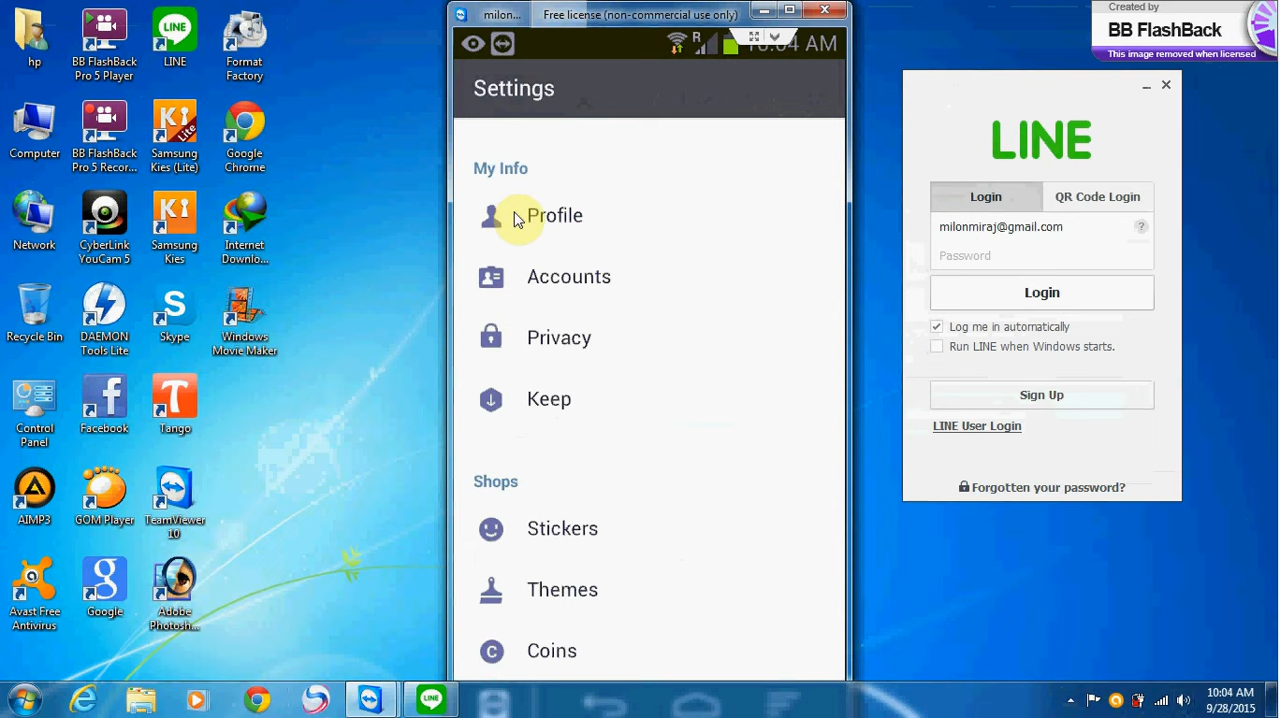 hp
BB FlashBack
Pro 5 Player
LINE
Format
Factory
Computer
BB FlashBack
Pro 5 Recor...
Ki
Lite
Samsung
Kies (Lite)
Google
Chrome
Network
CyberLink
YouCam 5
Ki
Samsung
Kies
Internet
Downlo...
Recycle Bin
DAEMON
Tools Lite
Skype
Windows
Movie Maker
Control
Panel
Facebook
Tango
AIMP3
GOM Player
TeamViewer
10
Avast Free
Antivirus
Google
Adobe
Photosh...
milon...
Free license (non-commercial use only)
R
10:04 AM
Settings
My Info
Profile
Accounts
Privacy
Keep
Shops
Stickers
Themes
Coins
Created by
BB FlashBack
This image removed when licensed
LINE
Login
QR Code Login
milonmiraj@gmail.com
?
Password
Login
Log me in automatically
Run LINE when Windows starts.
Sign Up
LINE User Login
Forgotten your password?
10:04 AM
9/28/2015